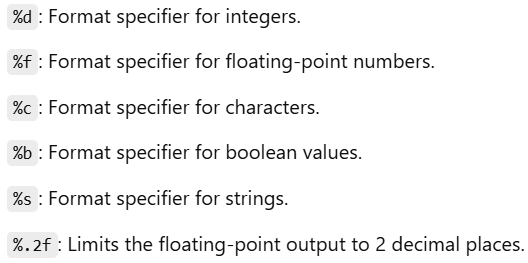 %d : Format specifier for integers.
%f : Format specifier for floating-point numbers.
%c : Format specifier for characters.
%b : Format specifier for boolean values.
%s : Format specifier for strings.
%.2f : Limits the floating-point output to 2 decimal places.